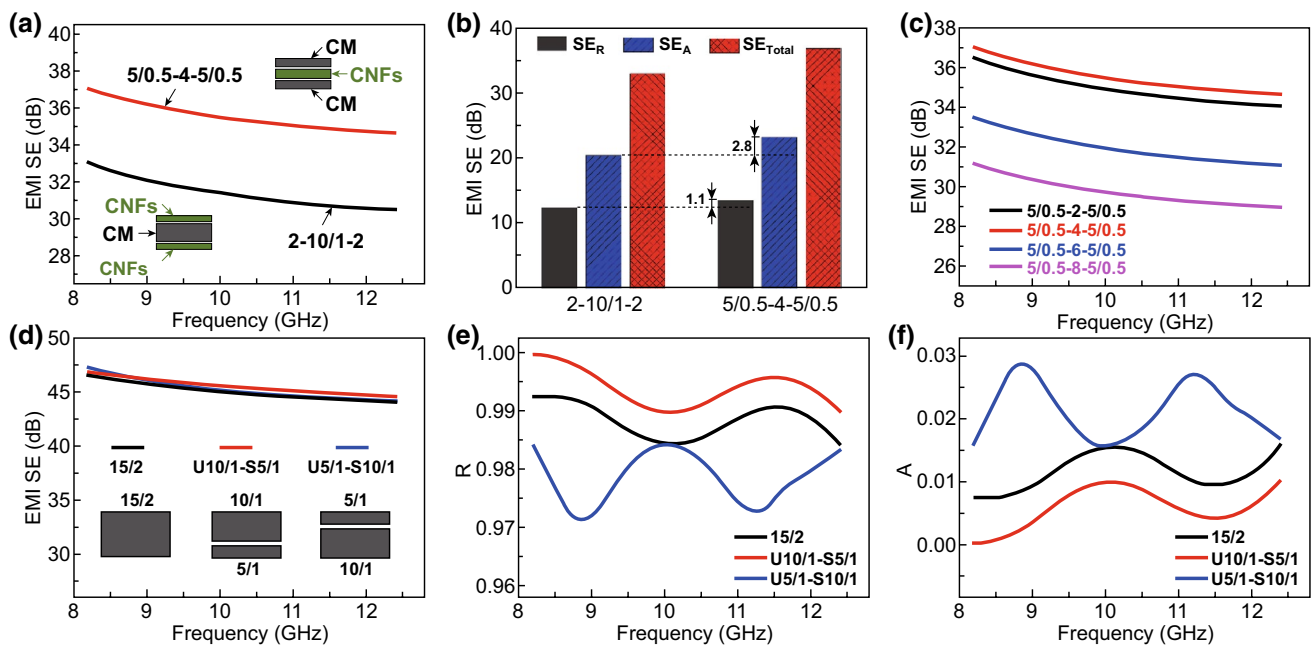 (a)
40
38
36
34
32
30
28
EMI SE (dB)
8
9
10
11
12
Frequency (GHz)
5/0.5-4-5/0.5
CM
CNFs
CM
CNFs
CM
CNFs
2-10/1-2
(b)
40
30
20
10
0
EMI SE (dB)
SER
SEA
SETotal
1.1
2.8
2-10/1-2
5/0.5-4-5/0.5
(c)
38
36
34
32
30
28
26
EMI SE (dB)
5/0.5-2-5/0.5
5/0.5-4-5/0.5
5/0.5-6-5/0.5
5/0.5-8-5/0.5
8
9
10
11
12
Frequency (GHz)
(d)
50
45
40
35
30
EMI SE (dB)
15/2
U10/1-S5/1
U5/1-S10/1
15/2
10/1
5/1
5/1
10/1
8
9
10
11
12
Frequency (GHz)
(e)
1.00
0.99
0.98
0.97
0.96
R
15/2
U10/1-S5/1
U5/1-S10/1
8
9
10
11
12
Frequency (GHz)
(f)
0.03
0.02
0.01
0.00
A
15/2
U10/1-S5/1
U5/1-S10/1
8
9
10
11
12
Frequency (GHz)